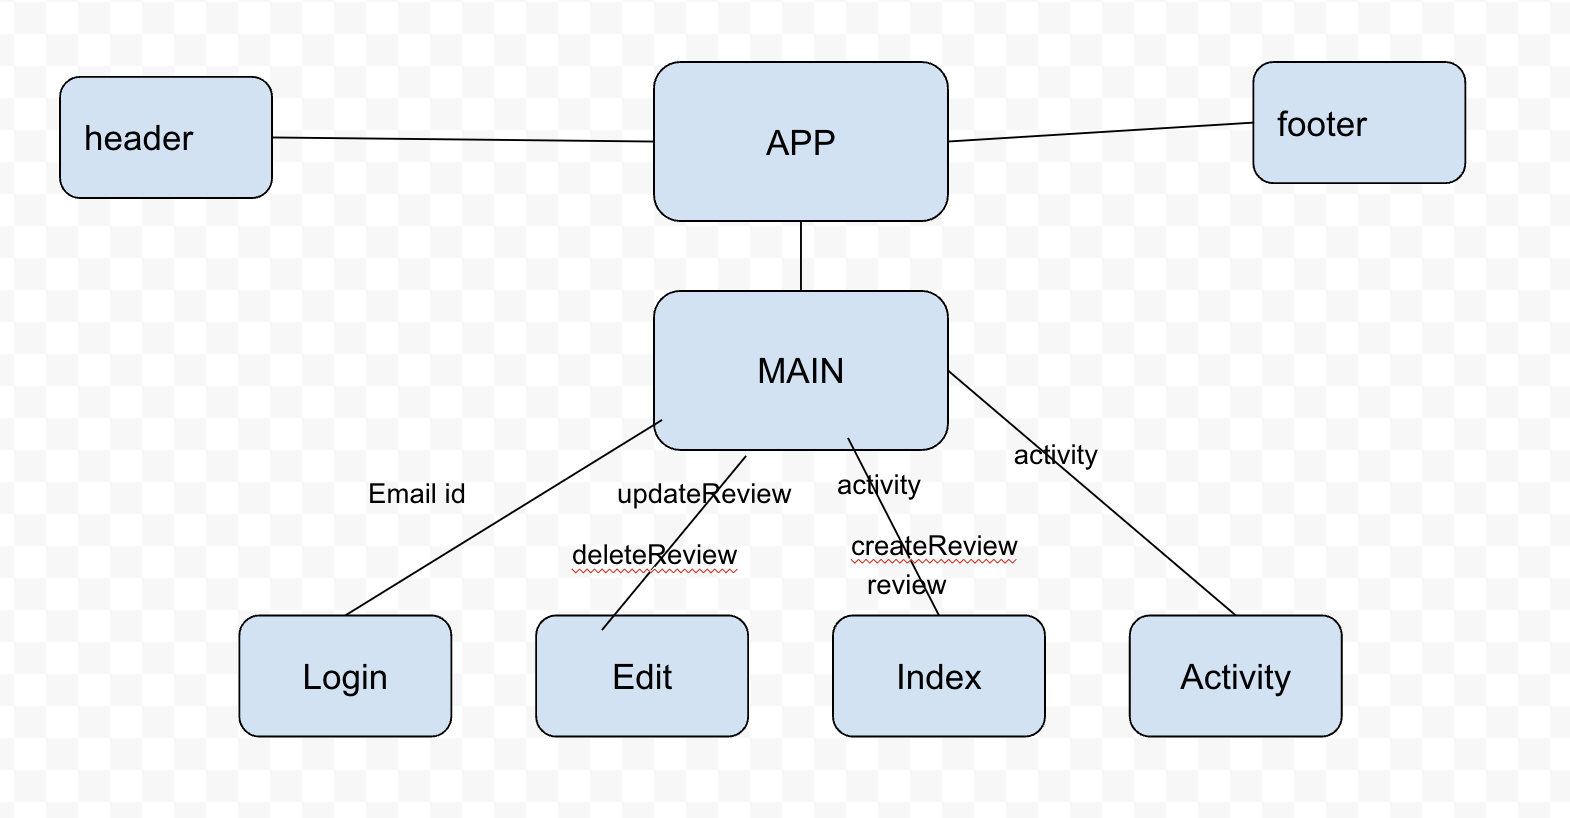 header
APP
footer
MAIN
Email id
updateReview
deleteReview
activity
createReview
review
activity
Login
Edit
Index
Activity